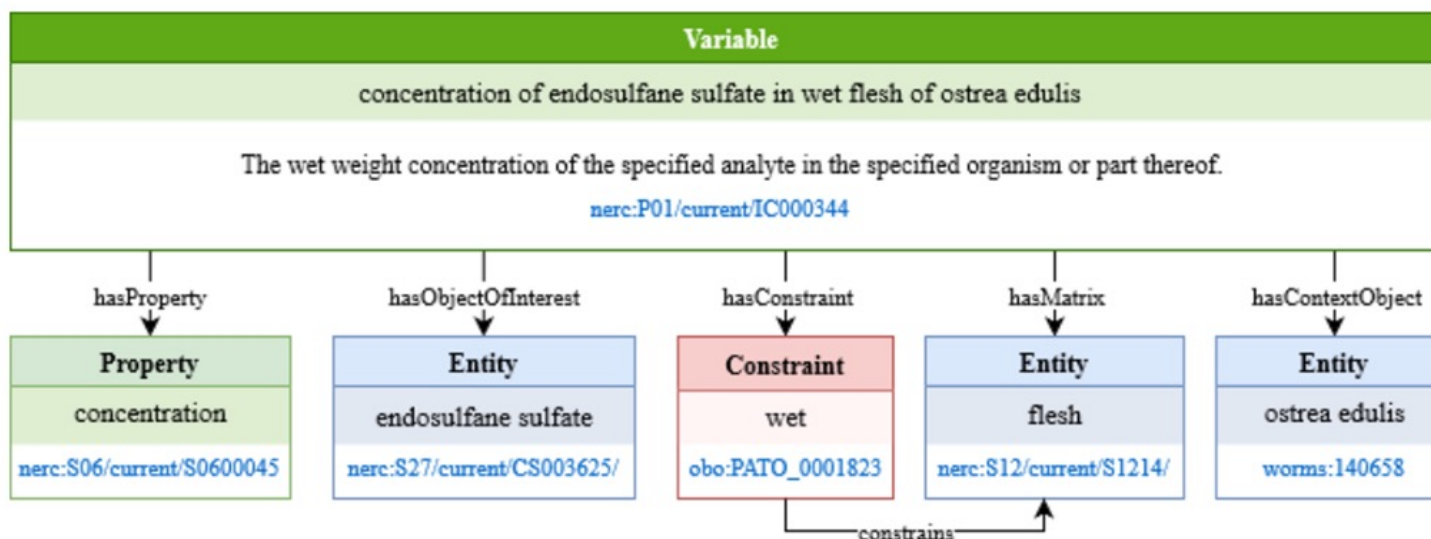 Variable
concentration of endosulfane sulfate in wet flesh of ostrea edulis
The wet weight concentration of the specified analyte in the specified organism or part thereof.
nerc:P01/current/IC000344
hasProperty hasObjectOfInterest hasConstraint hasMatrix hasContextObject
Property Entity Constraint Entity Entity
concentration endosulfane sulfate wet flesh ostrea edulis
nerc:S06/current/S0600045 nerc:S27/current/CS003625/ obo:PATO_0001823 nerc:S12/current/S1214/ worms:140658
constrains